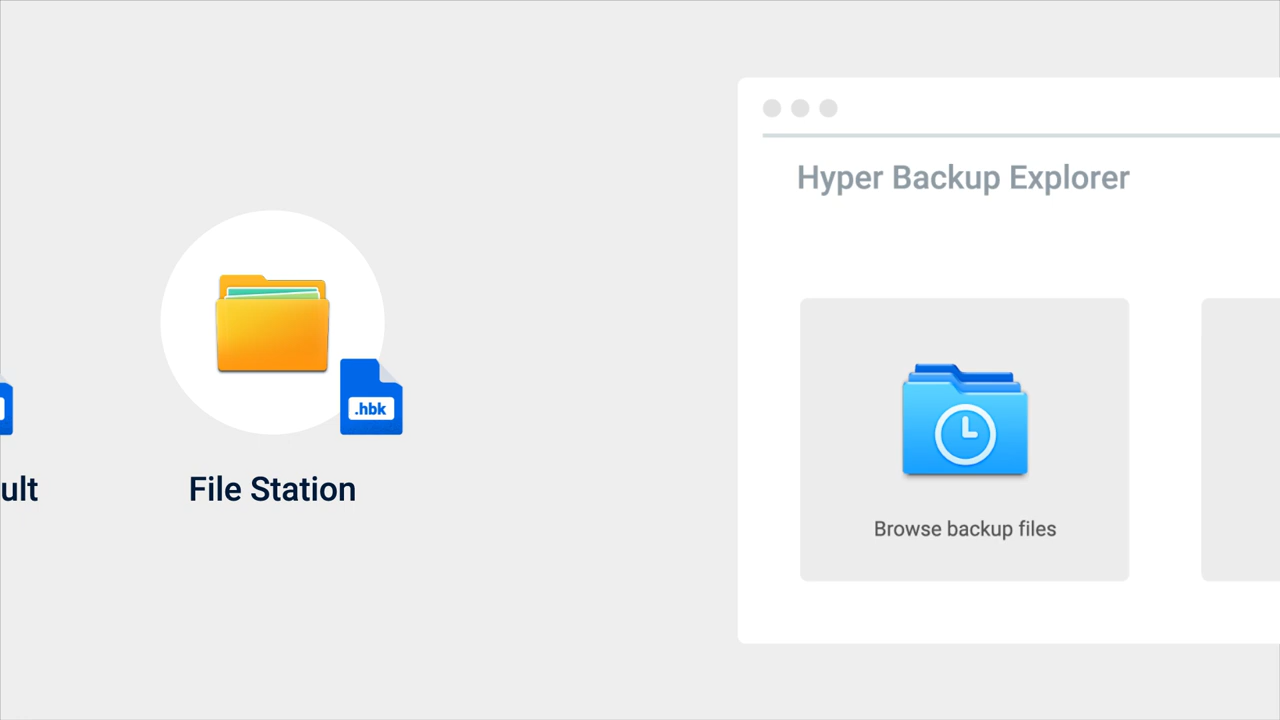 Hyper Backup Explorer
.hbk
ult
File Station
Browse backup files